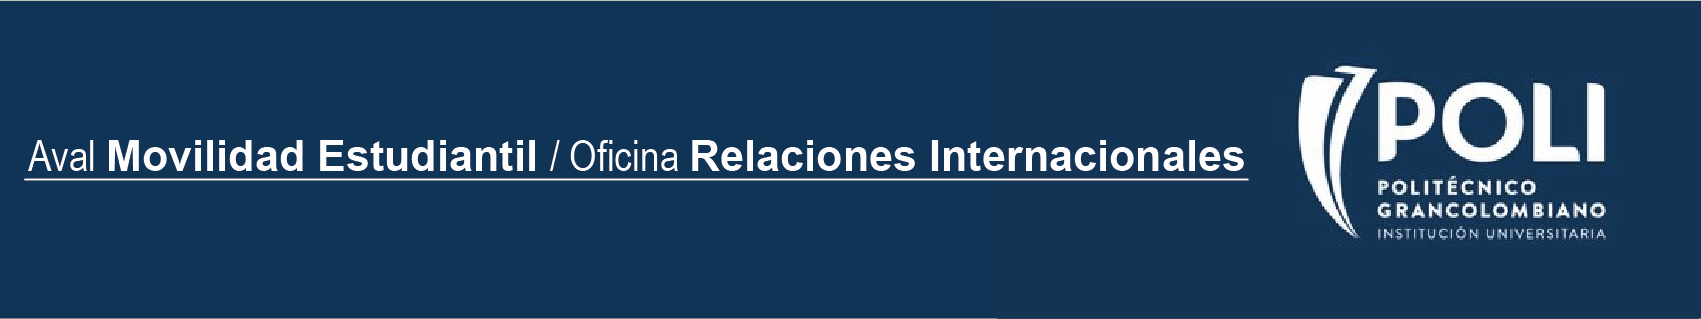 Aval Movilidad Estudiantil / Oficina Relaciones Internacionales
POLI
POLITÉCNICO
GRANCOLOMBIANO
INSTITUCIÓN UNIVERSITARIA